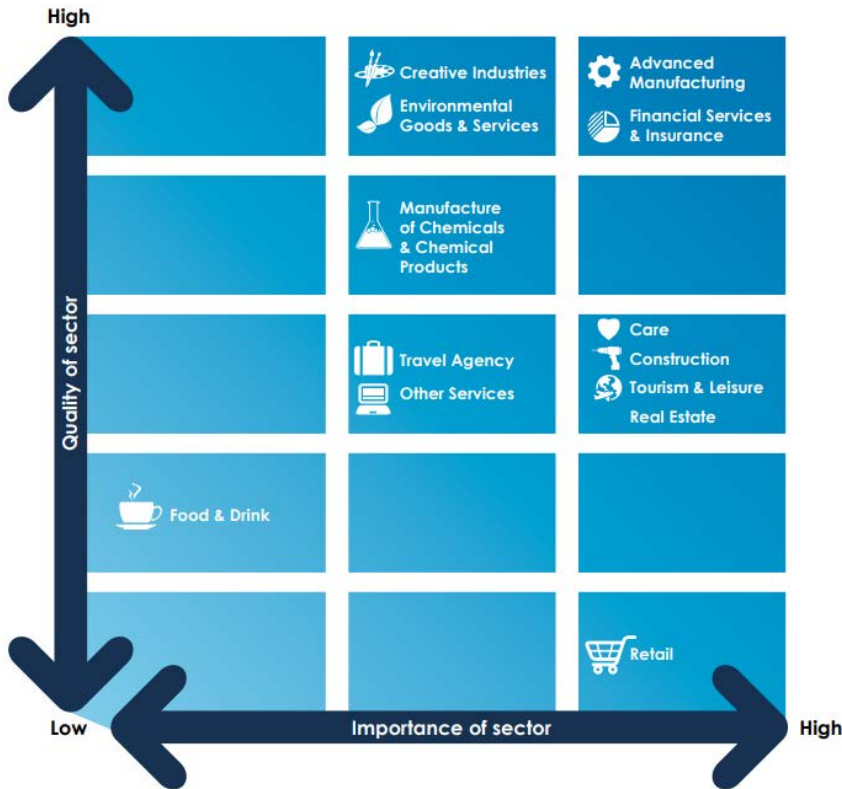 High
Creative Industries
Environmental
Goods & Services
Advanced
Manufacturing
Financial Services
& Insurance
Manufacture
of Chemicals
& Chemical
Products
Quality of sector
Travel Agency
Other Services
Care
Construction
Tourism & Leisure
Real Estate
Food & Drink
Retail
Low
Importance of sector
High